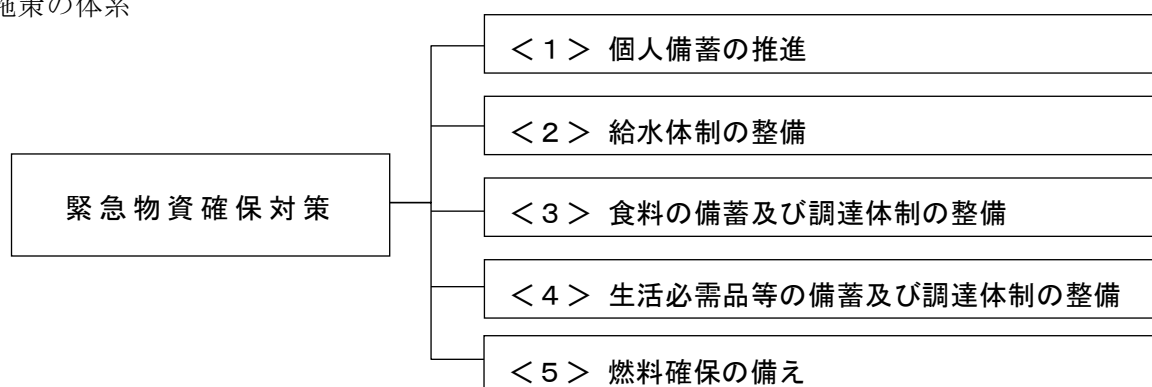 施策の体系
＜１＞ 個人備蓄の推進
＜２＞ 給水体制の整備
緊急物資確保対策
＜３＞ 食料の備蓄及び調達体制の整備
＜４＞ 生活必需品等の備蓄及び調達体制の整備
＜５＞ 燃料確保の備え